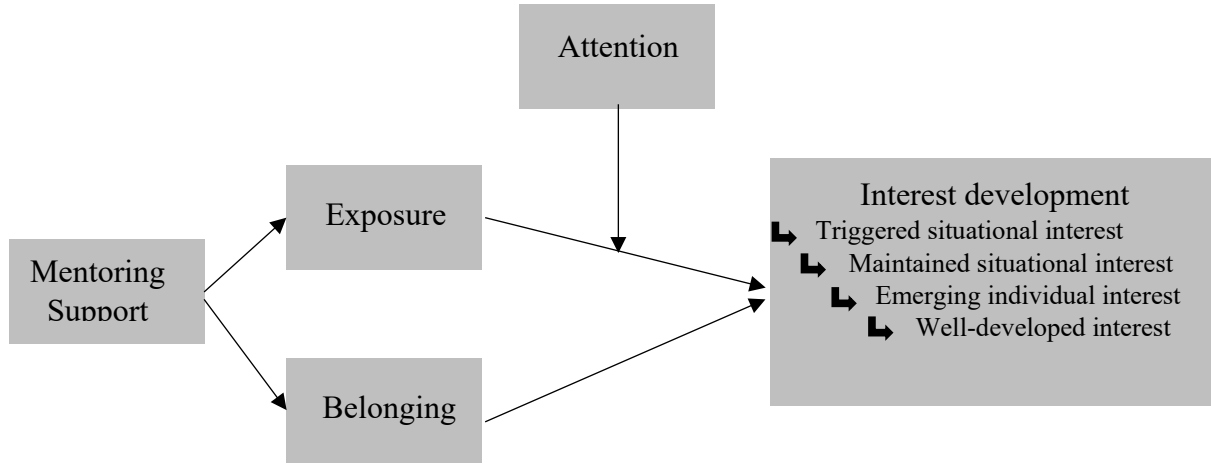 Attention
Exposure
Mentoring
Support
Belonging
Interest development
Triggered situational interest
Maintained situational interest
Emerging individual interest
Well-developed interest